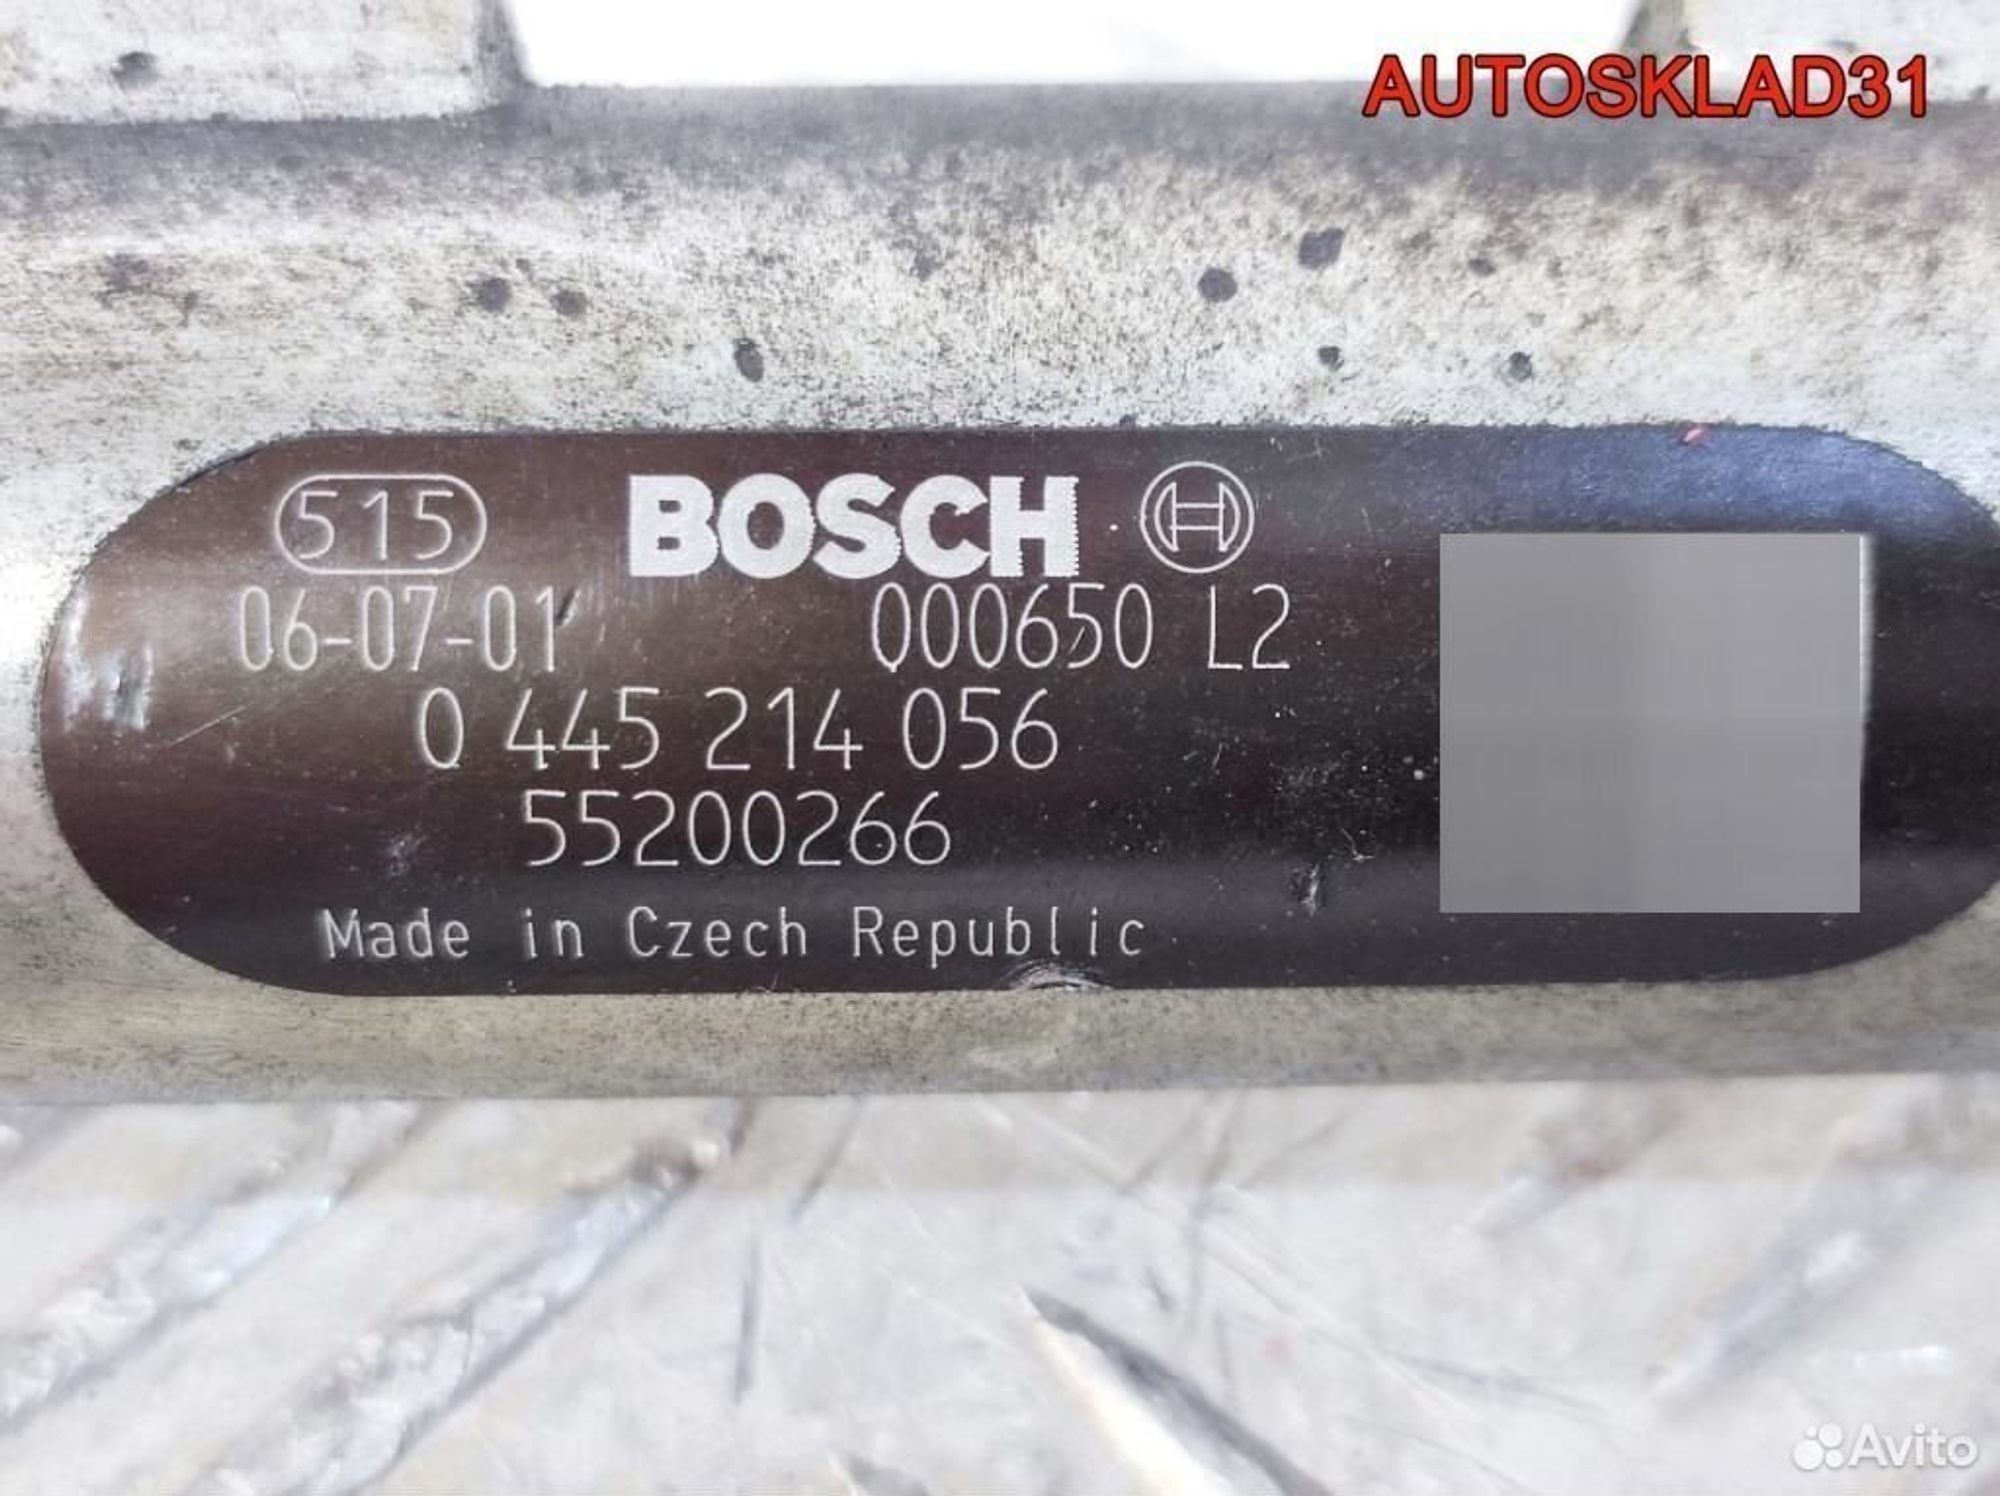 AUTOSKLAD31
515 BOSCH
06-07-01 000650 L2
0 445 214 056
55200266
Made in Czech Republic
Avito